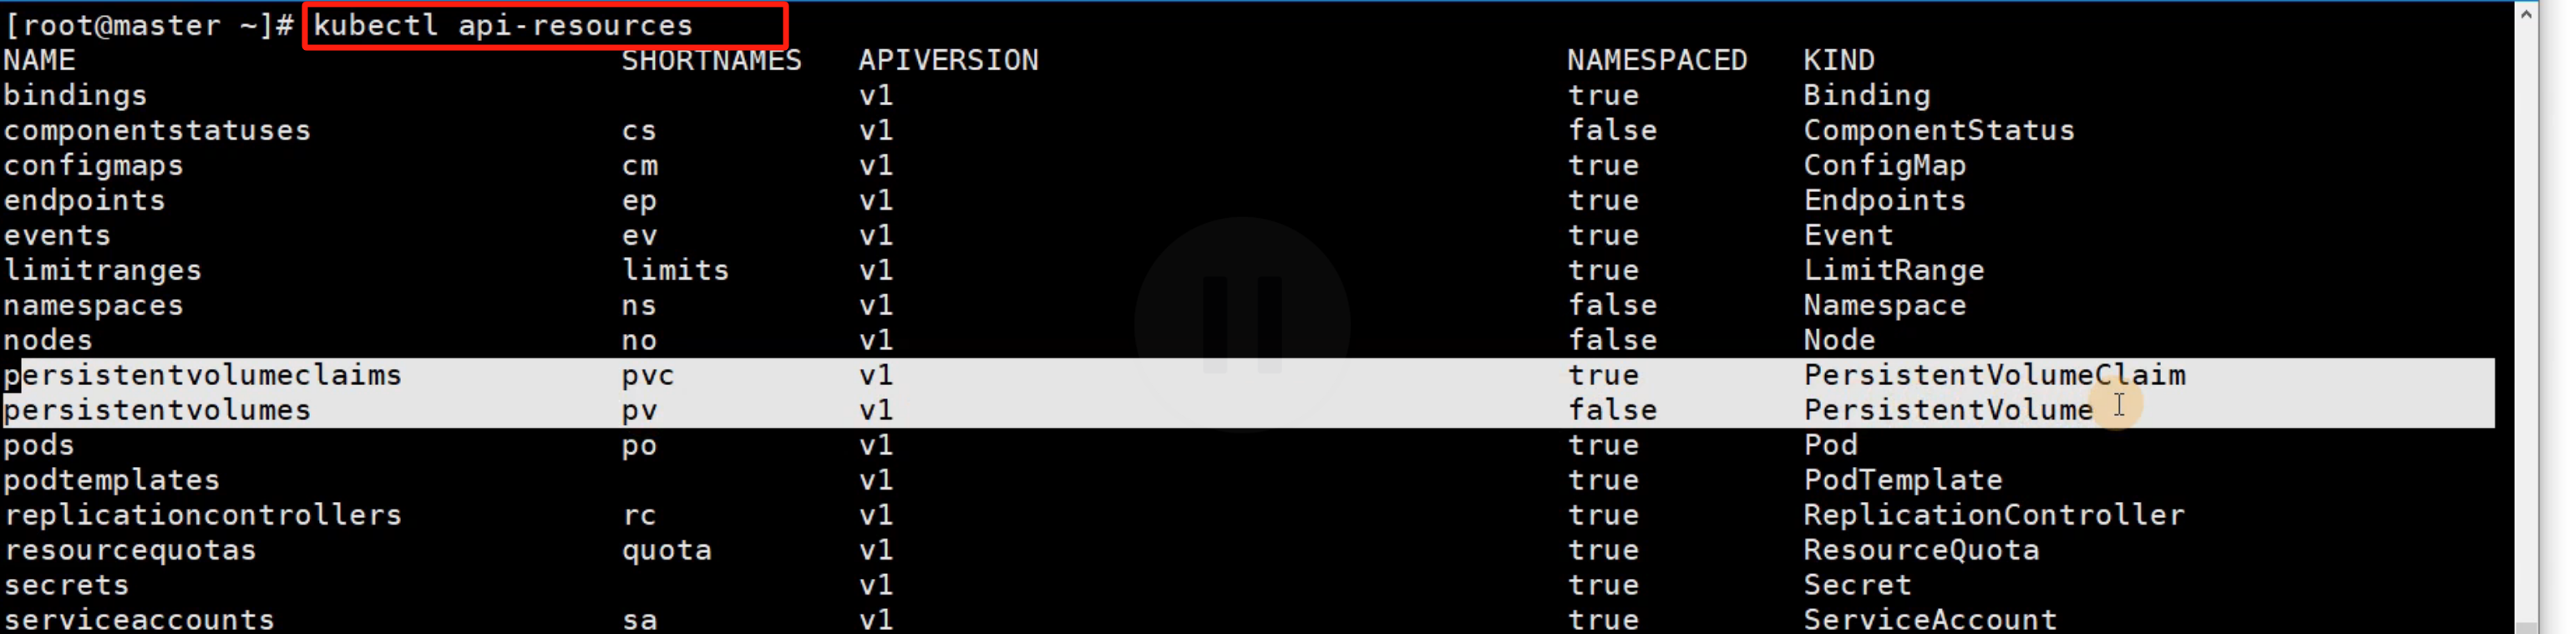 [root@master ~]# kubectl api-resources
NAME SHORTNAMES APIVERSION NAMESPACED KIND
bindings v1 true Binding
componentstatuses cs v1 false ComponentStatus
configmaps cm v1 true ConfigMap
endpoints ep v1 true Endpoints
events ev v1 true Event
limitranges limits v1 true LimitRange
namespaces ns v1 false Namespace
nodes no v1 false Node
persistentvolumeclaims pvc v1 true PersistentVolumeClaim
persistentvolumes pv v1 false PersistentVolume
pods po v1 true Pod
podtemplates v1 true PodTemplate
replicationcontrollers rc v1 true ReplicationController
resourcequotas quota v1 true ResourceQuota
secrets v1 true Secret
serviceaccounts sa v1 true ServiceAccount